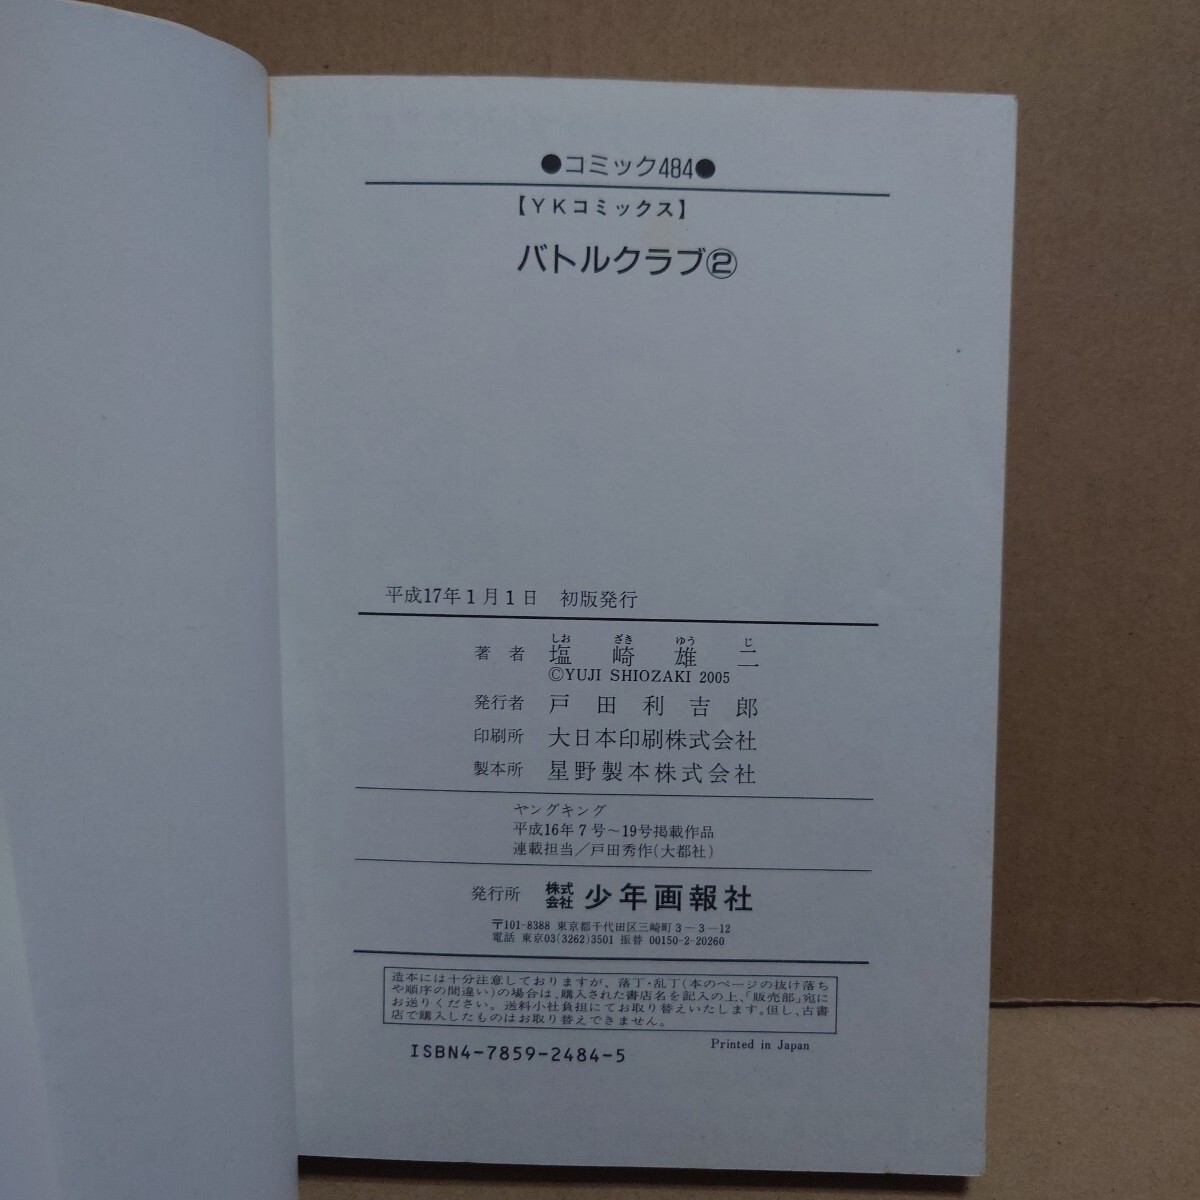 ●コミック484●
【YKコミックス】
バトルクラブ②
平成17年1月1日 初版発行
しお ざき ゆう じ
著者 塩崎雄二
©YUJI SHIOZAKI 2005
発行者 戸田利吉郎
印刷所 大日本印刷株式会社
製本所 星野製本株式会社
ヤングキング
平成16年7号〜19号掲載作品
連載担当/戸田秀作(大都社)
発行所 株式会社 少年画報社
〒101-8388 東京都千代田区三崎町3-3-12
電話 東京03(3262)3501 振替 00150-2-20260
造本には十分注意しておりますが、落丁・乱丁(本のページの抜け落ち
や順序の間違い)の場合は、購入された書店名を記入の上、「販売部」宛に
お送りください。送料小社負担にてお取り替えいたします。但し、古書
店で購入したものはお取り替えできません。
ISBN4-7859-2484-5
Printed in Japan